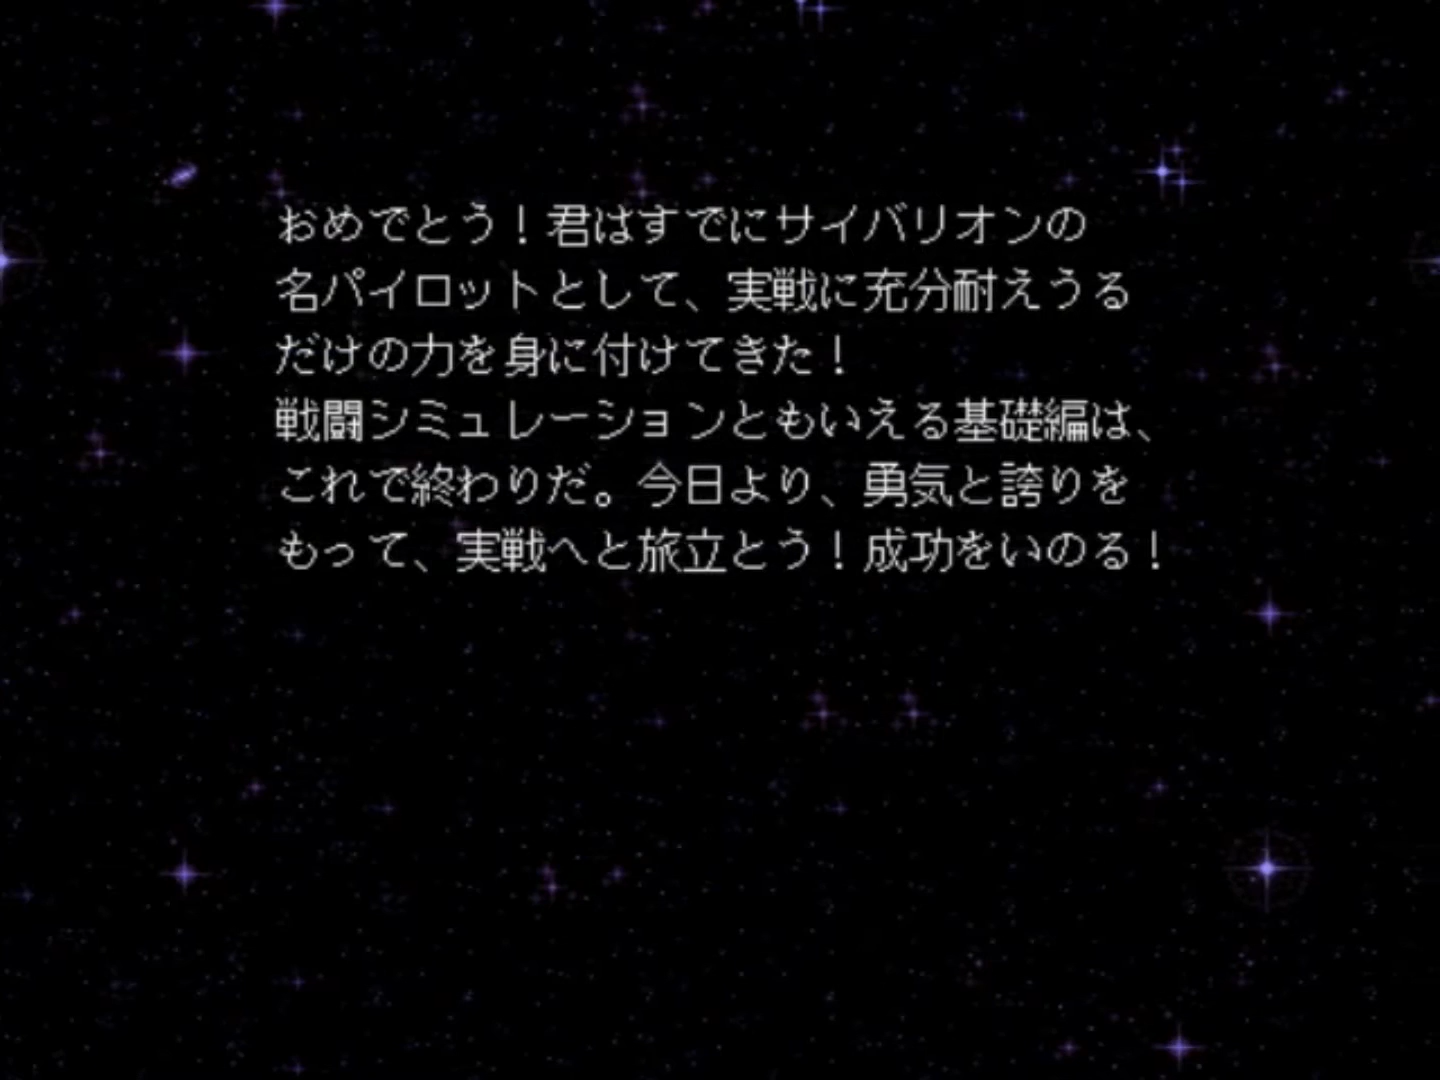 おめでとう！君はすでにサイバリオンの
名パイロットとして、実戦に充分耐えうる
だけの力を身に付けてきた！
戦闘シミュレーションともいえる基礎編は、
これで終わりだ。今日より、勇気と誇りを
もって、実戦へと旅立とう！成功をいのる！